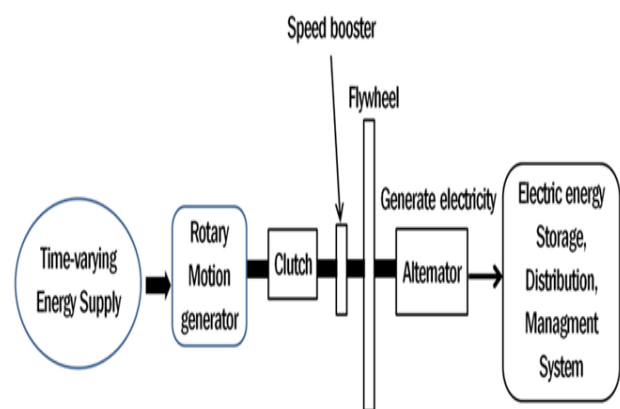 Speed booster
Flywheel
Time-varying
Energy Supply
Rotary
Motion
generator
Clutch
Generate electricity
Alternator
Electric energy
Storage,
Distribution,
Managment
System